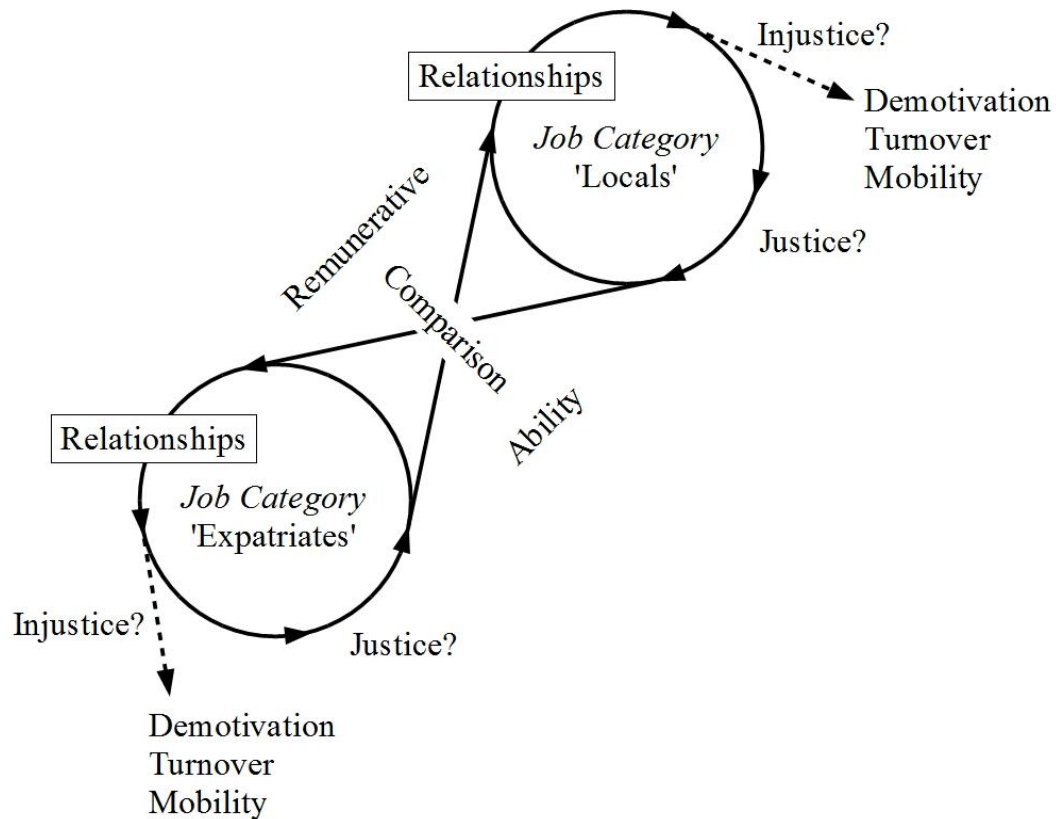 Injustice?
Relationships
Demotivation
Turnover
Mobility
Job Category
'Locals'
Justice?
Remunerative
Comparison
Ability
Relationships
Job Category
'Expatriates'
Injustice?
Justice?
Demotivation
Turnover
Mobility